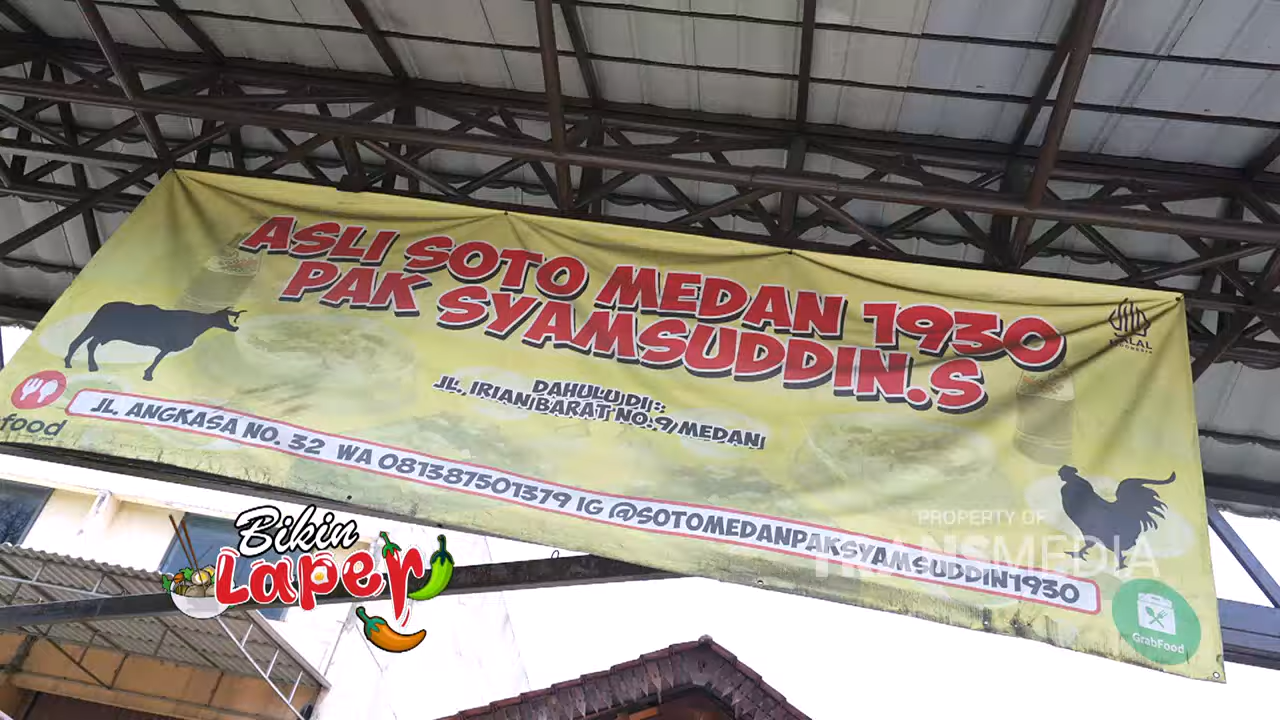 ASLI SOTO MEDAN 1930
PAK SYAMSUDDIN.S
HALAL
INDONESIA
DAHULU DI :
JL. IRIAN BARAT NO.9, MEDAN
food
JL. ANGKASA NO. 32 WA 081387501379 IG @SOTOMEDANPAKSYAMSUDDIN1930
GrabFood
Bikin
Laper
PROPERTY OF
TRANSMEDIA